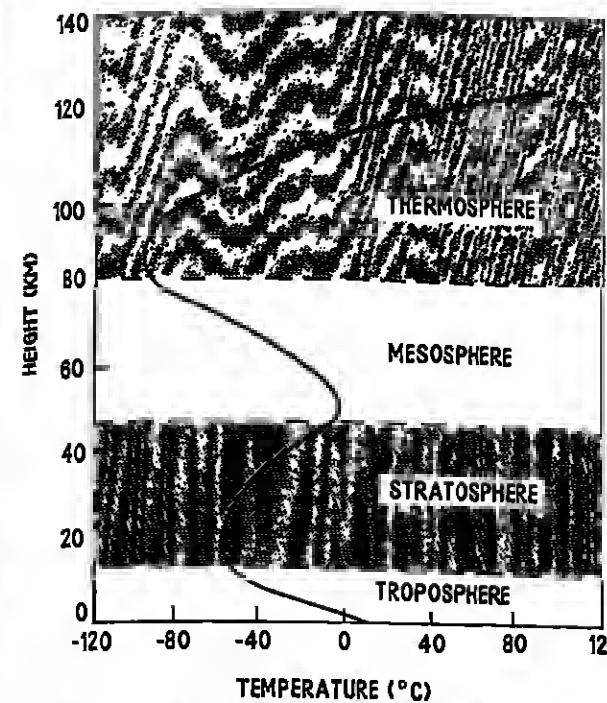 140
120
THERMOSPHERE
100
80
HEIGHT (KM)
MESOSPHERE
60
40
STRATOSPHERE
20
TROPOSPHERE
0
-120 -80 -40 0 40 80 12
TEMPERATURE (°C)